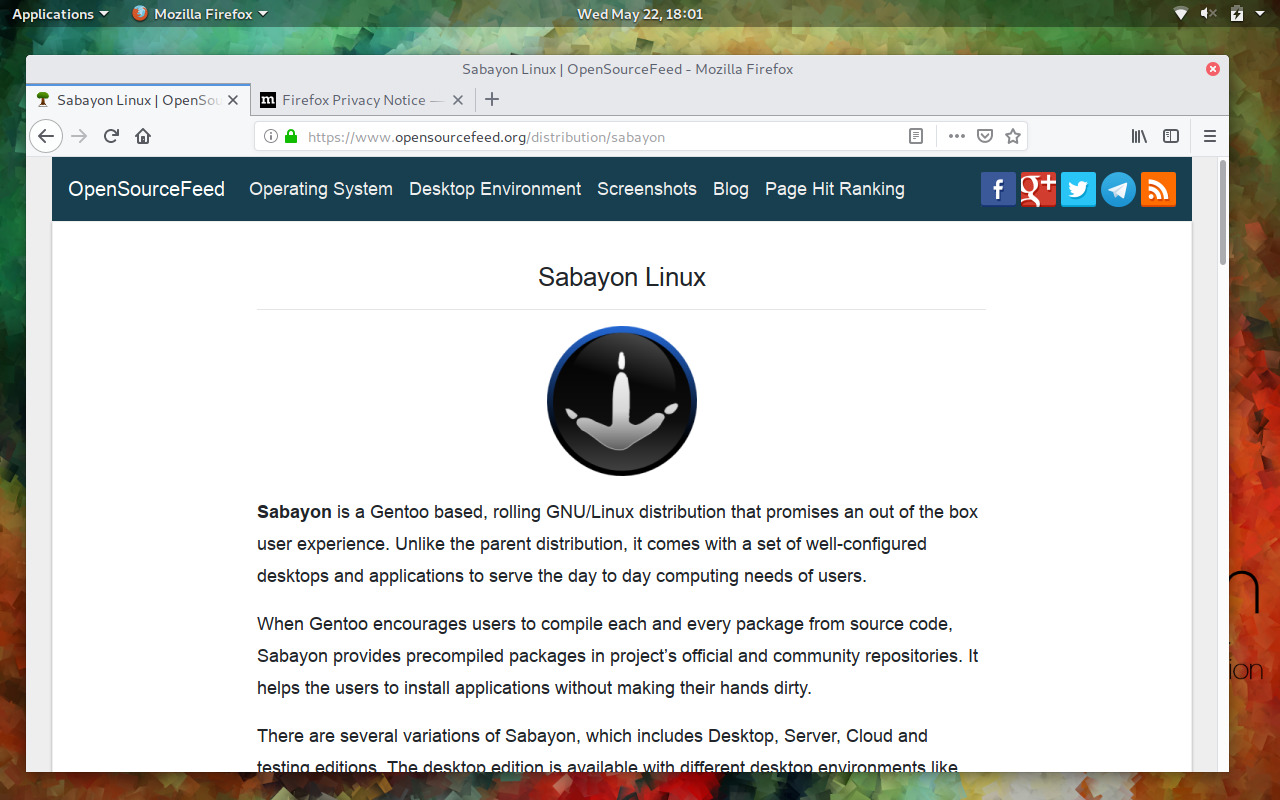 Applications Mozilla Firefox Wed May 22, 18:01
Sabayon Linux | OpenSourceFeed - Mozilla Firefox
Sabayon Linux | OpenSou Firefox Privacy Notice —
https://www.opensourcefeed.org/distribution/sabayon
OpenSourceFeed Operating System Desktop Environment Screenshots Blog Page Hit Ranking f g+
Sabayon Linux
Sabayon is a Gentoo based, rolling GNU/Linux distribution that promises an out of the box
user experience. Unlike the parent distribution, it comes with a set of well-configured
desktops and applications to serve the day to day computing needs of users.
When Gentoo encourages users to compile each and every package from source code,
Sabayon provides precompiled packages in project’s official and community repositories. It
helps the users to install applications without making their hands dirty.
There are several variations of Sabayon, which includes Desktop, Server, Cloud and
testing editions. The desktop edition is available with different desktop environments like